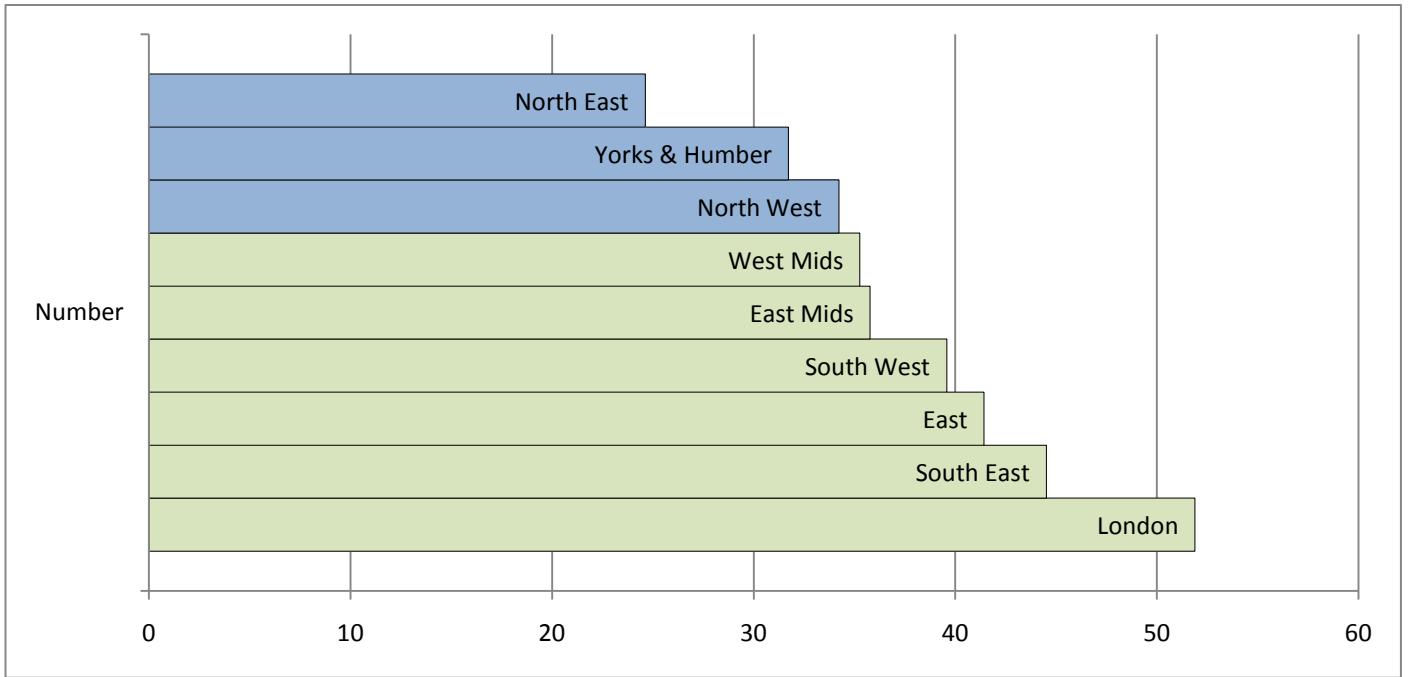 North East
Yorks & Humber
North West
West Mids
East Mids
Number
South West
East
South East
London
0 10 20 30 40 50 60